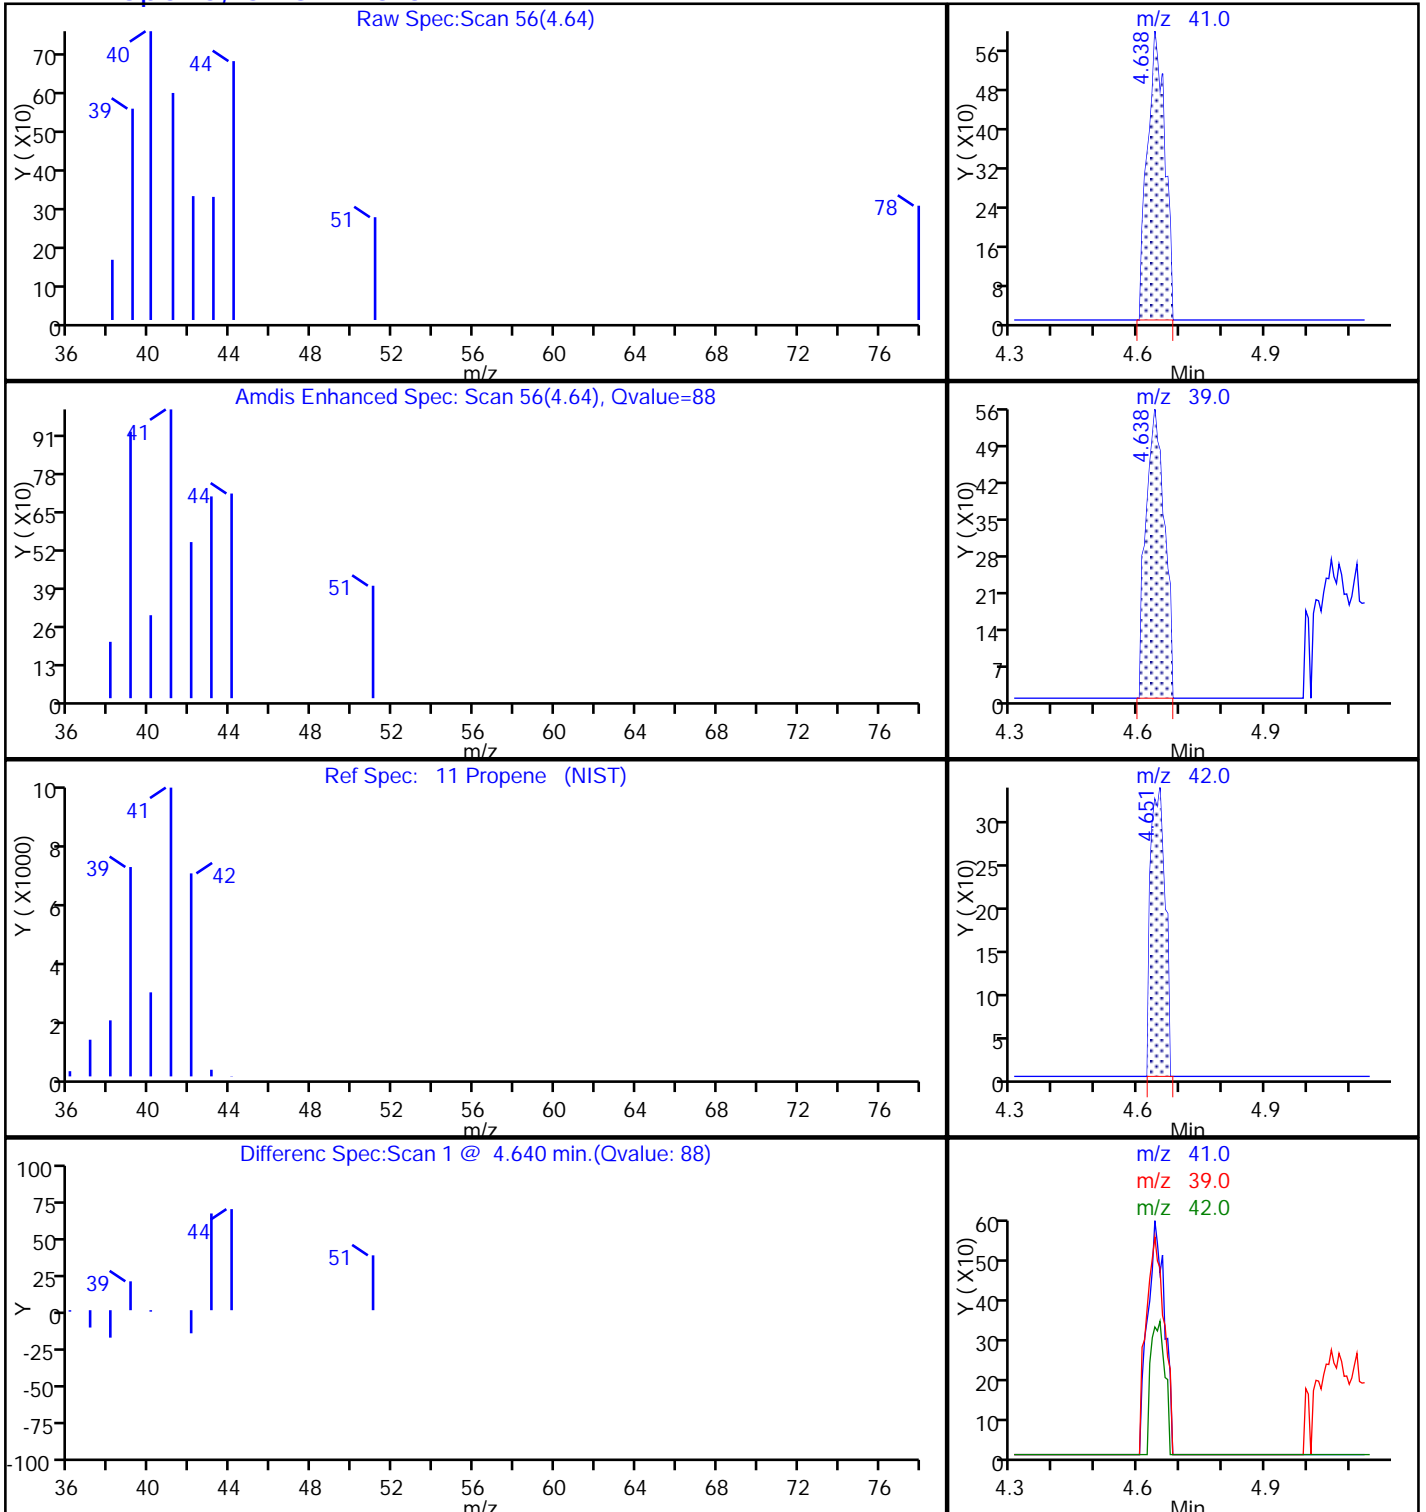 Raw Spec:Scan 56(4.64)
Y ( X10)
70
60
50
40
30
20
10
0
39
40
44
51
78
36 40 44 48 52 56 60 64 68 72 76
m/z
m/z 41.0
Y ( X10)
56
48
40
32
24
16
8
0
4.638
4.3 4.6 4.9
Min
Amdis Enhanced Spec: Scan 56(4.64), Qvalue=88
Y ( X10)
91
78
65
52
39
26
13
0
41
44
51
36 40 44 48 52 56 60 64 68 72 76
m/z
m/z 39.0
Y ( X10)
56
49
42
35
28
21
14
7
0
4.638
4.3 4.6 4.9
Min
Ref Spec: 11 Propene (NIST)
Y ( X1000)
10
8
6
4
2
0
39
41
42
36 40 44 48 52 56 60 64 68 72 76
m/z
m/z 42.0
Y ( X10)
30
25
20
15
10
5
0
4.651
4.3 4.6 4.9
Min
Differenc Spec:Scan 1 @ 4.640 min.(Qvalue: 88)
Y
100
75
50
25
0
-25
-50
-75
-100
39
44
51
36 40 44 48 52 56 60 64 68 72 76
m/z
m/z 41.0
m/z 39.0
m/z 42.0
Y ( X10)
60
50
40
30
20
10
0
4.3 4.6 4.9
Min